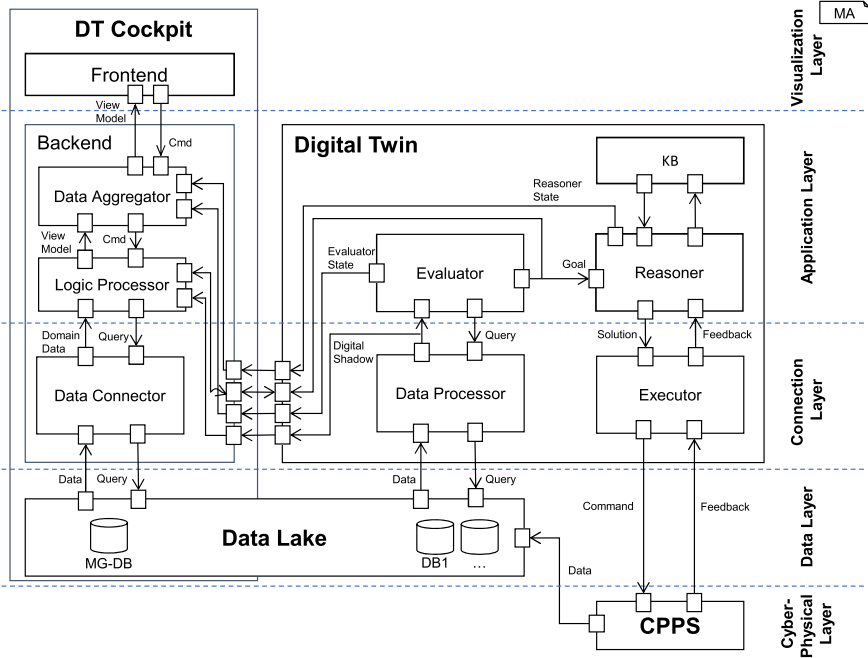 MA
DT Cockpit
Frontend
View
Model
Cmd
Backend
Data Aggregator
View
Model
Cmd
Logic Processor
Domain
Data
Query
Data Connector
Data
Query
Digital Twin
KB
Reasoner
State
Evaluator
State
Evaluator
Goal
Reasoner
Digital
Shadow
Query
Solution
Feedback
Data Processor
Executor
Data
Query
Command
Feedback
Data Lake
MG-DB
DB1
...
Data
CPPS
Visualization
Layer
Application Layer
Connection
Layer
Data Layer
Cyber-
Physical
Layer